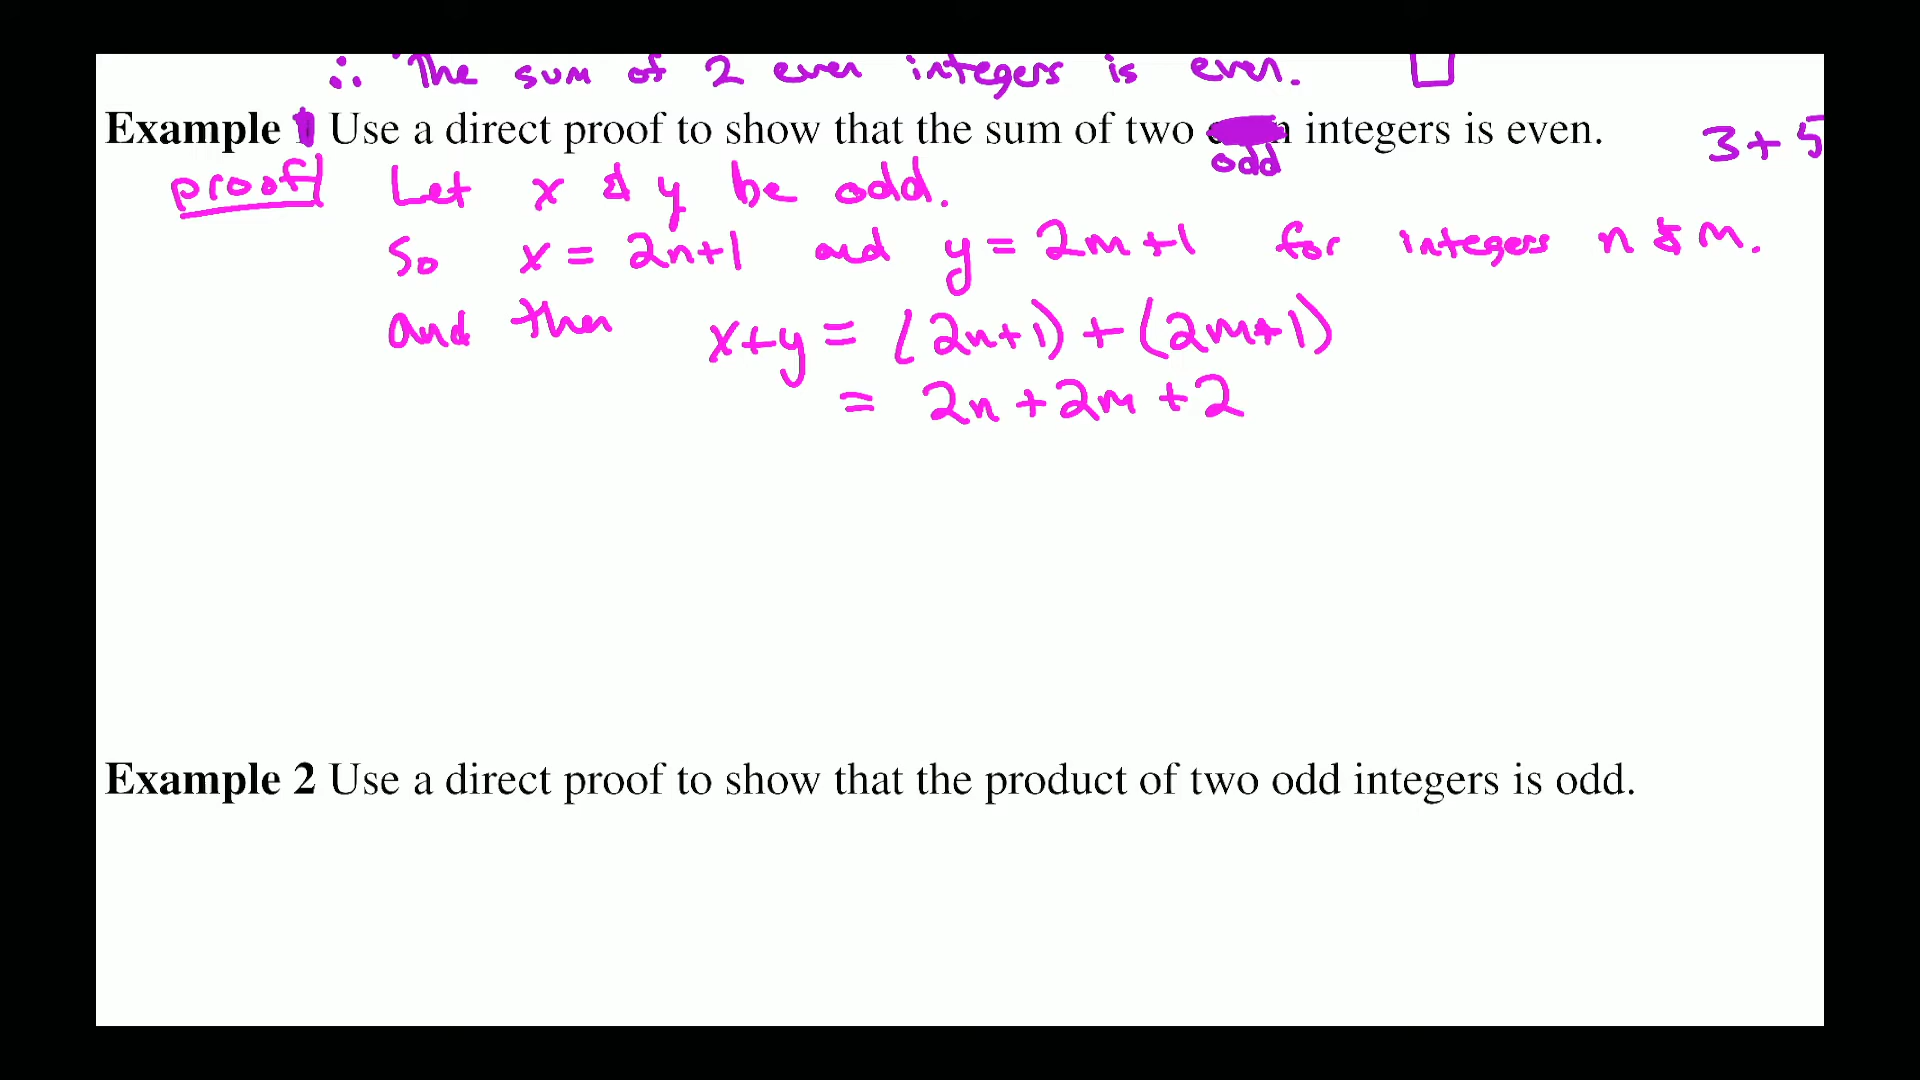 ∴ The sum of 2 even integers is even. □
Example Use a direct proof to show that the sum of two odd integers is even. 3+5
proof Let x & y be odd.
So x = 2n+1 and y = 2m+1 for integers n & m.
and then x+y = (2n+1) + (2m+1)
= 2n + 2m + 2
Example 2 Use a direct proof to show that the product of two odd integers is odd.